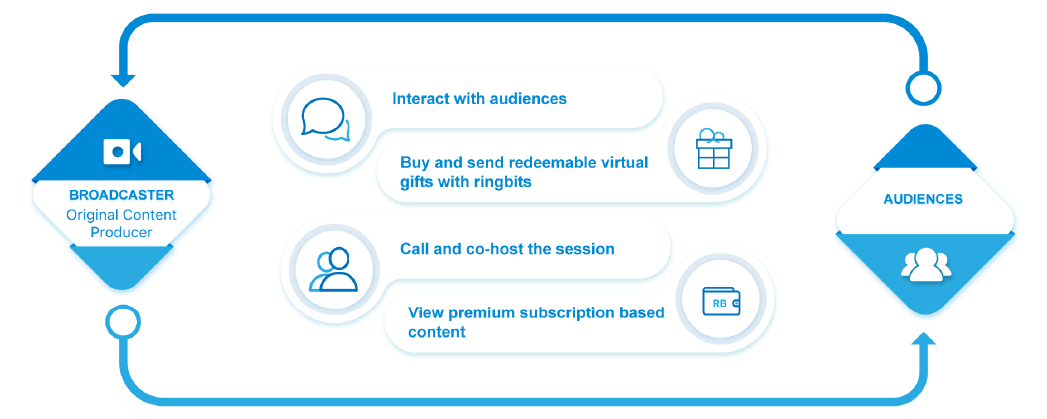 Interact with audiences
Buy and send redeemable virtual
gifts with ringbits
BROADCASTER
Original Content
Producer
AUDIENCES
Call and co-host the session
RB
View premium subscription based
content